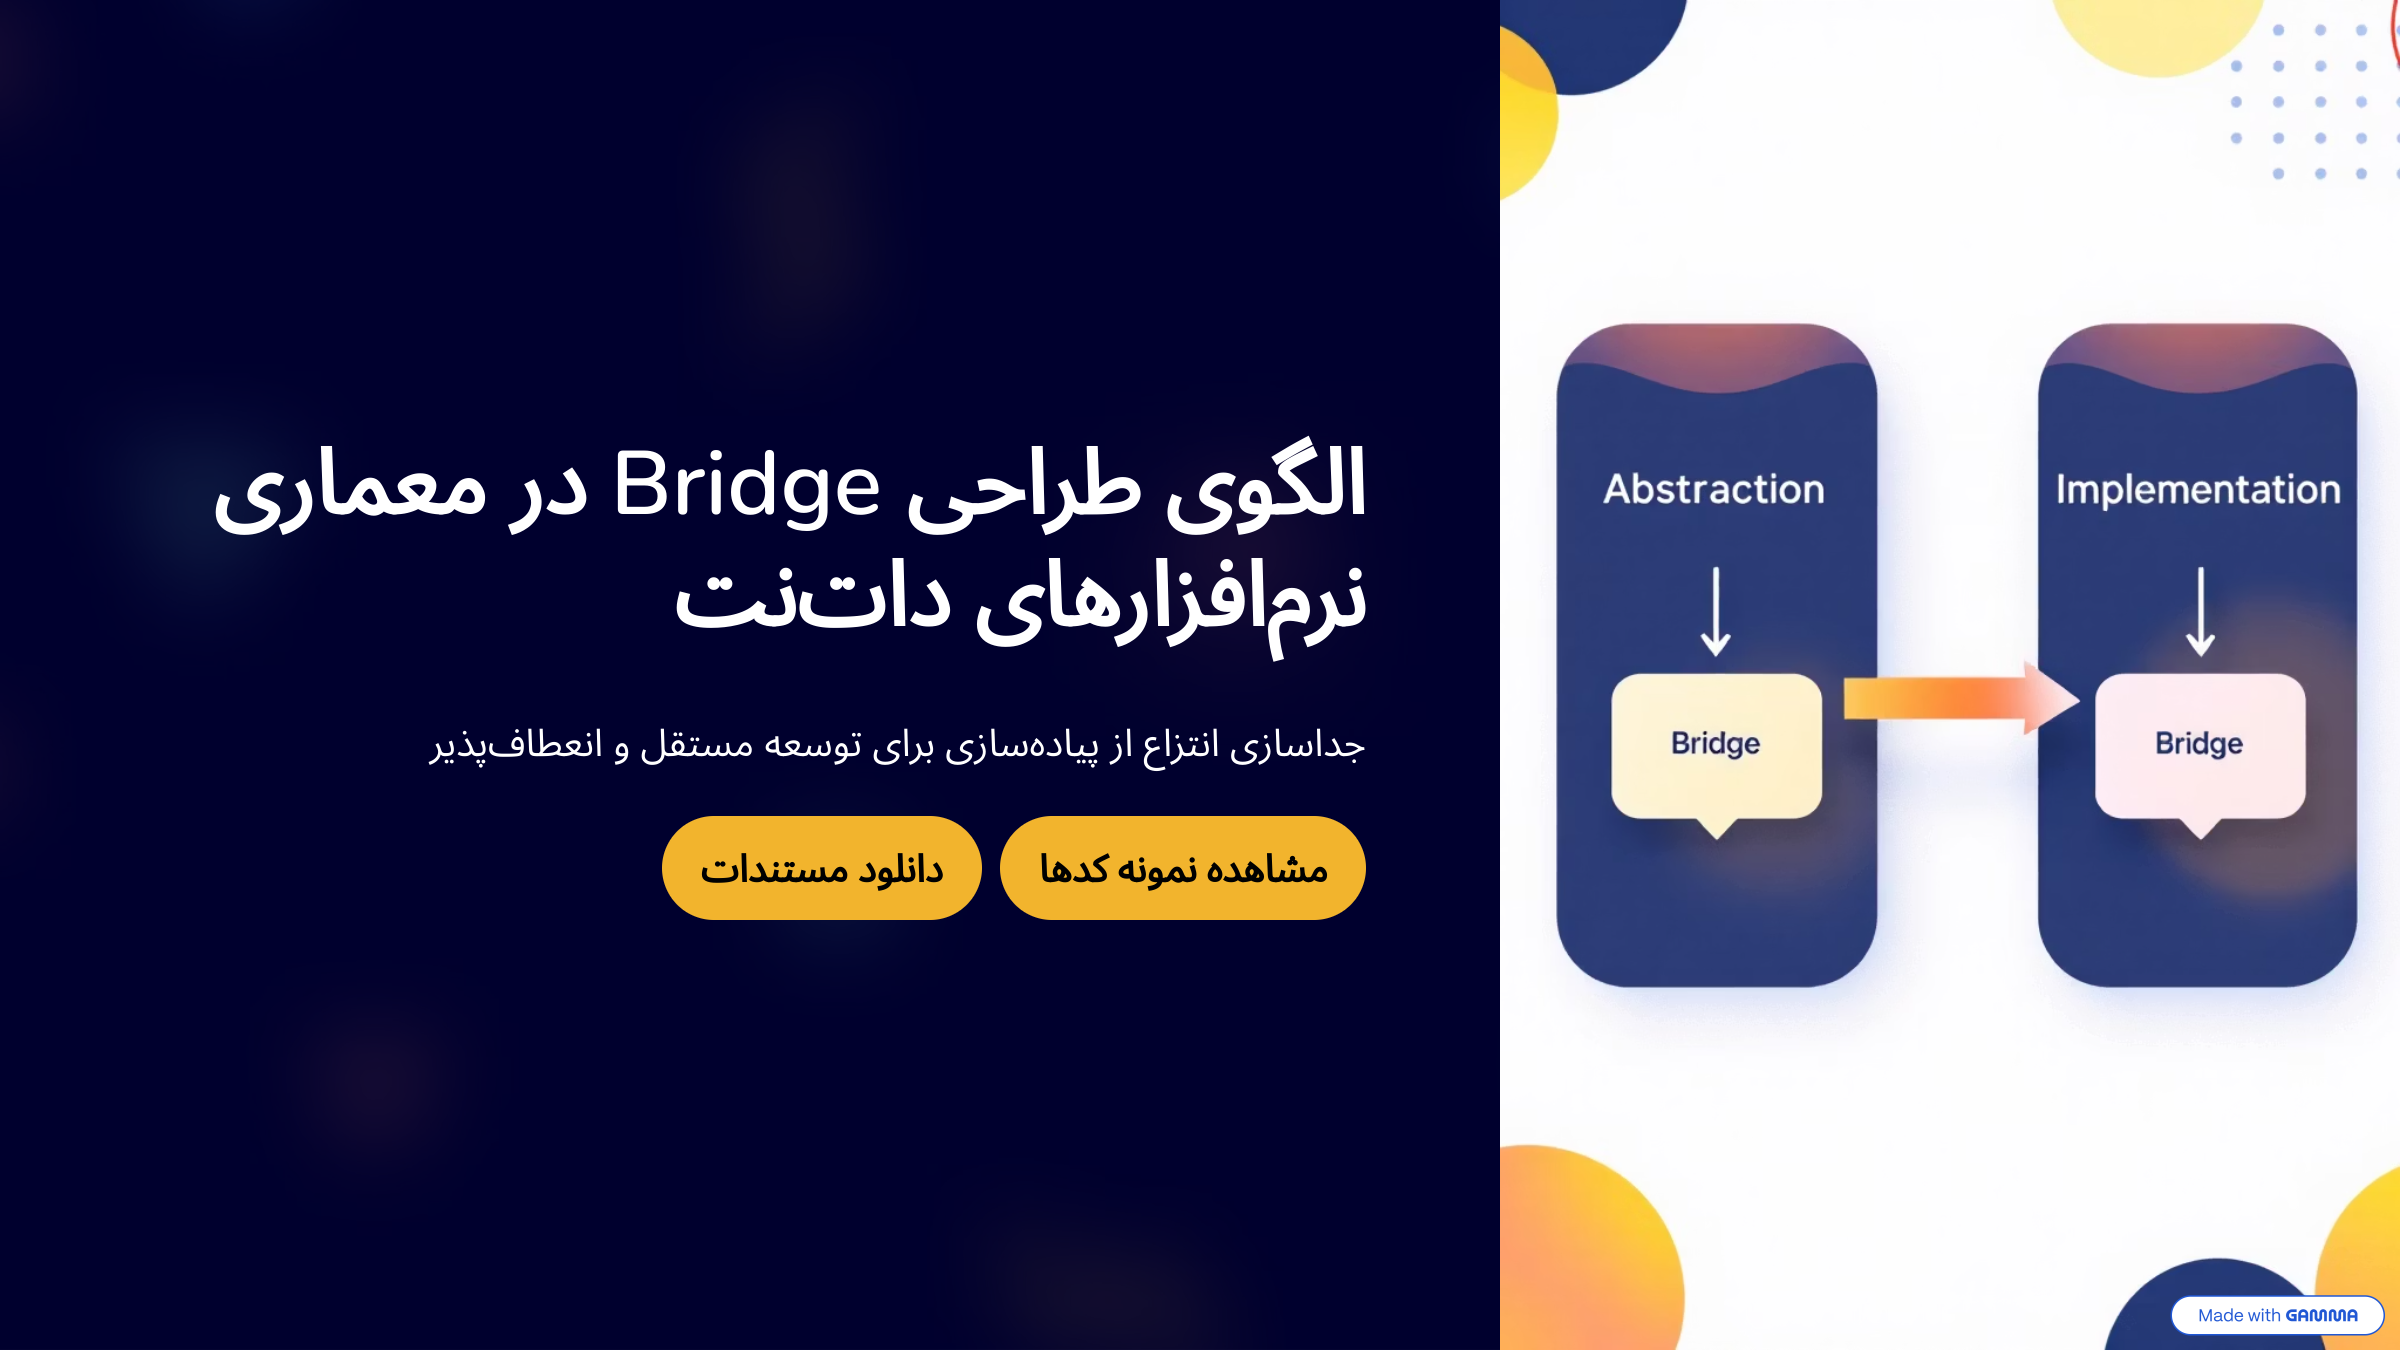 الگوی طراحی Bridge در معماری
نرم‌افزارهای دات‌نت
جداسازی انتزاع از پیاده‌سازی برای توسعه مستقل و انعطاف‌پذیر
مشاهده نمونه کدها
دانلود مستندات
Abstraction
Implementation
Bridge
Bridge
Made with GAMMA